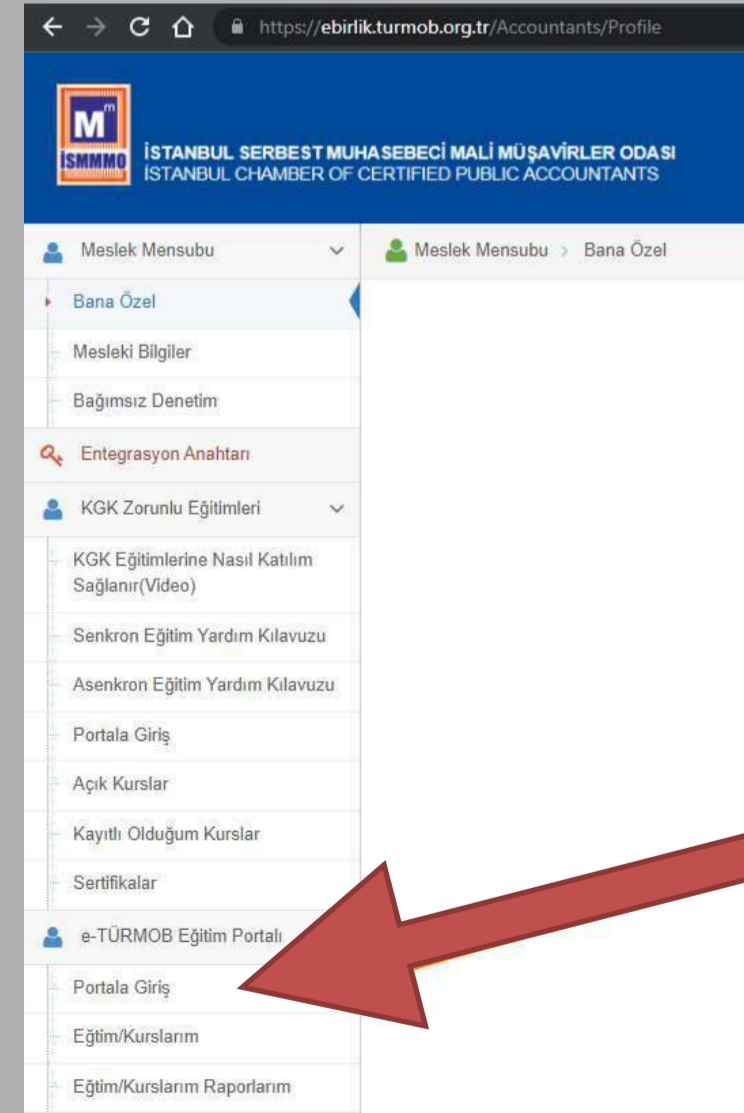 https://ebirlik.turmob.org.tr/Accountants/Profile
Mm
İSMMMO
İSTANBUL SERBEST MUHASEBECİ MALİ MÜŞAVİRLER ODASI
İSTANBUL CHAMBER OF CERTIFIED PUBLIC ACCOUNTANTS
Meslek Mensubu
Meslek Mensubu > Bana Özel
Bana Özel
Mesleki Bilgiler
Bağımsız Denetim
Entegrasyon Anahtarı
KGK Zorunlu Eğitimleri
KGK Eğitimlerine Nasıl Katılım
Sağlanır(Video)
Senkron Eğitim Yardım Kılavuzu
Asenkron Eğitim Yardım Kılavuzu
Portala Giriş
Açık Kurslar
Kayıtlı Olduğum Kurslar
Sertifikalar
e-TÜRMOB Eğitim Portalı
Portala Giriş
Eğtim/Kurslarım
Eğtim/Kurslarım Raporlarım